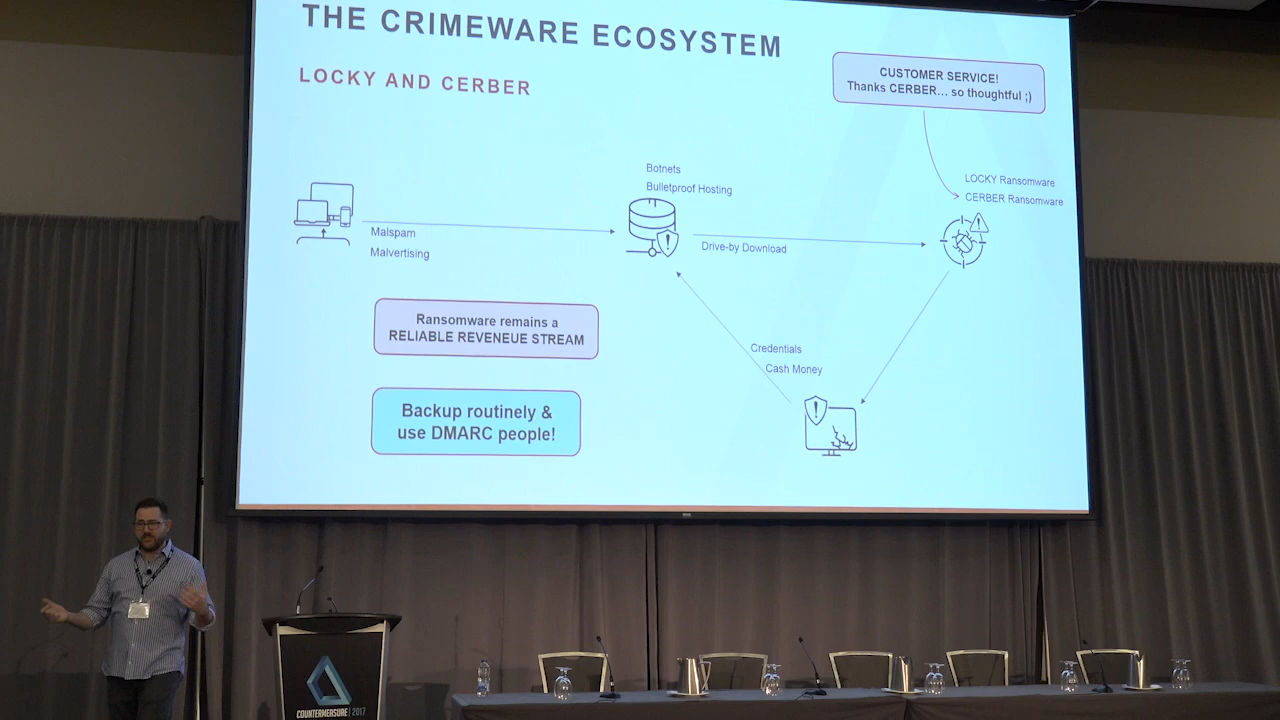 THE CRIMEWARE ECOSYSTEM
LOCKY AND CERBER
CUSTOMER SERVICE!
Thanks CERBER... so thoughtful ;)
Botnets
Bulletproof Hosting
LOCKY Ransomware
CERBER Ransomware
Malspam
Malvertising
Drive-by Download
Ransomware remains a
RELIABLE REVENEUE STREAM
Credentials
Cash Money
Backup routinely &
use DMARC people!
COUNTERMEASURE | 2017